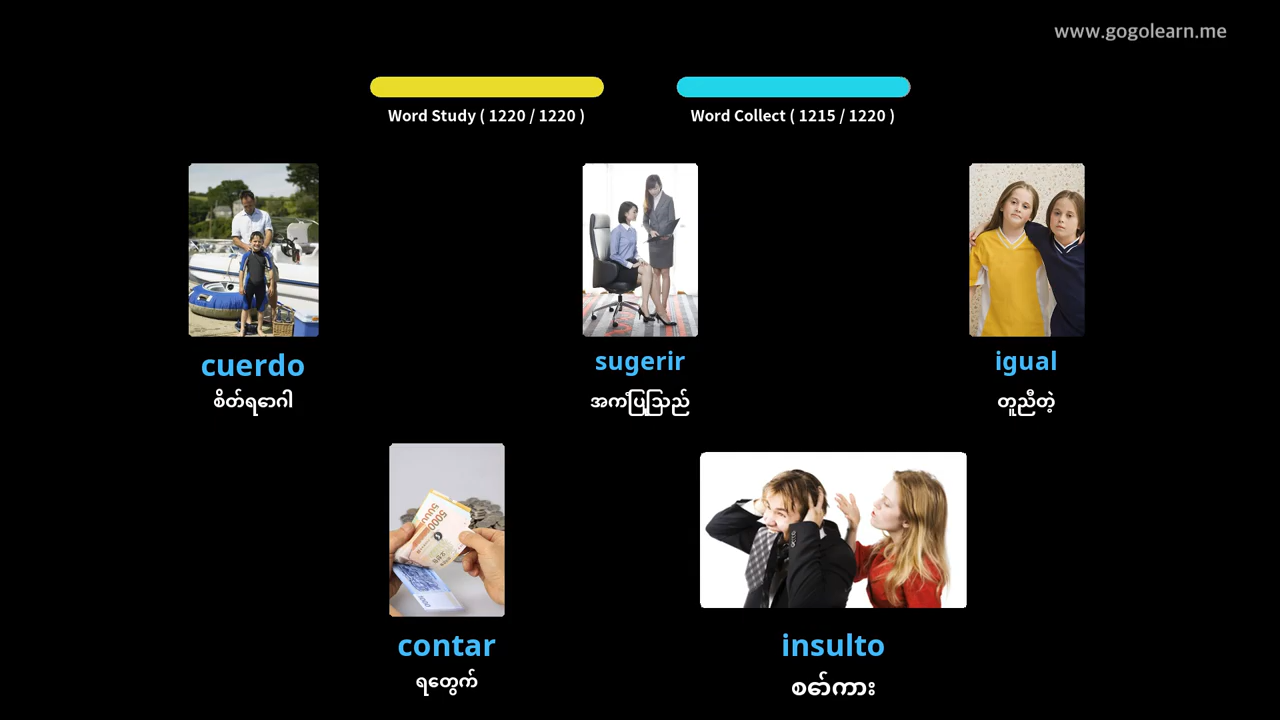 www.gogolearn.me
Word Study ( 1220 / 1220 )
Word Collect ( 1215 / 1220 )
cuerdo
စိတ်ရောဂါ
sugerir
အကံပြုသြည်
igual
တူညီတဲ့
contar
ရတွေက်
insulto
စော်ကား